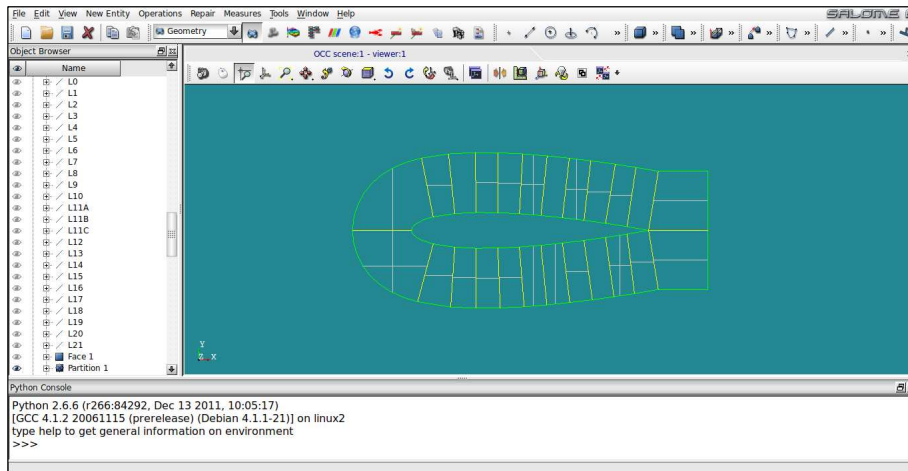 File Edit View New Entity Operations Repair Measures Tools Window Help
SALOME
Geometry
Object Browser
OCC scene:1 - viewer:1
Name
L0
L1
L2
L3
L4
L5
L6
L7
L8
L9
L10
L11A
L11B
L11C
L12
L13
L14
L15
L16
L17
L18
L19
L20
L21
Face 1
Partition 1
Y
Z X
Python Console
Python 2.6.6 (r266:84292, Dec 13 2011, 10:05:17)
[GCC 4.1.2 20061115 (prerelease) (Debian 4.1.1-21)] on linux2
type help to get general information on environment
>>>